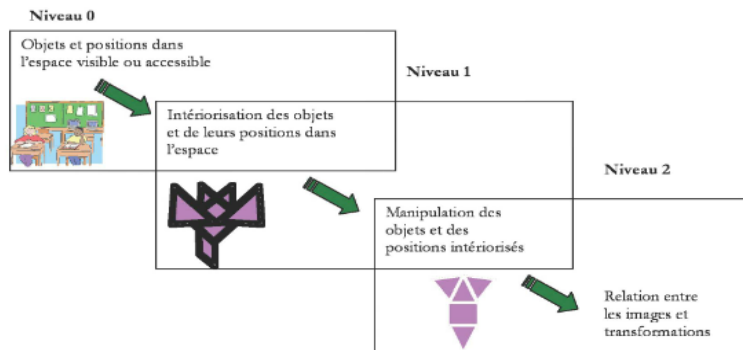 Niveau 0
Objets et positions dans
l'espace visible ou accessible
Niveau 1
Intériorisation des objets
et de leurs positions dans
l'espace
Niveau 2
Manipulation des
objets et des
positions intériorisés
Relation entre
les images et
transformations